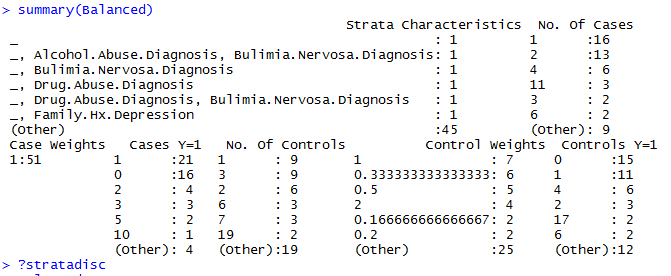 > summary(Balanced)
Strata Characteristics No. Of Cases
_ : 1 1 :16
_, Alcohol.Abuse.Diagnosis, Bulimia.Nervosa.Diagnosis: 1 2 :13
_, Bulimia.Nervosa.Diagnosis : 1 4 : 6
_, Drug.Abuse.Diagnosis : 1 11 : 3
_, Drug.Abuse.Diagnosis, Bulimia.Nervosa.Diagnosis : 1 3 : 2
_, Family.Hx.Depression : 1 6 : 2
(Other) :45 (Other): 9
Case Weights Cases Y=1 No. Of Controls Control Weights Controls Y=1
1:51 1 :21 1 : 9 1 : 7 0 :15
0 :16 3 : 9 0.333333333333333: 6 1 :11
2 : 4 2 : 6 0.5 : 5 4 : 6
3 : 3 6 : 3 2 : 4 2 : 3
5 : 2 7 : 3 0.166666666666667: 2 17 : 2
10 : 1 19 : 2 0.2 : 2 6 : 2
(Other): 4 (Other):19 (Other) :25 (Other):12
> ?stratadisc